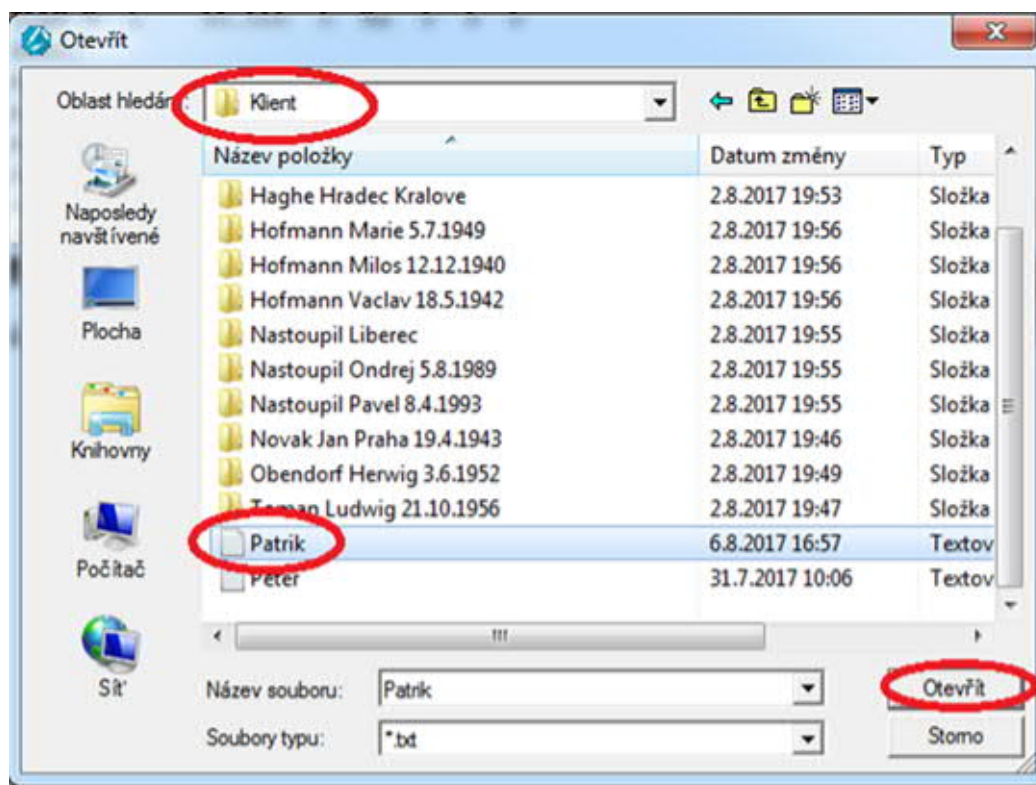 Otevřít
Oblast hledán : Klient
Název položky Datum změny Typ
Haghe Hradec Kralove 2.8.2017 19:53 Složka
Naposledy navštívené
Hofmann Marie 5.7.1949 2.8.2017 19:56 Složka
Hofmann Milos 12.12.1940 2.8.2017 19:56 Složka
Hofmann Vaclav 18.5.1942 2.8.2017 19:56 Složka
Plocha
Nastoupil Liberec 2.8.2017 19:55 Složka
Nastoupil Ondrej 5.8.1989 2.8.2017 19:55 Složka
Nastoupil Pavel 8.4.1993 2.8.2017 19:55 Složka
Knihovny
Novak Jan Praha 19.4.1943 2.8.2017 19:46 Složka
Obendorf Herwig 3.6.1952 2.8.2017 19:49 Složka
Toman Ludwig 21.10.1956 2.8.2017 19:47 Složka
Patrik 6.8.2017 16:57 Textov
Počítač
Peter 31.7.2017 10:06 Textov
Síť
Název souboru: Patrik Otevřít
Soubory typu: *.txt Storno